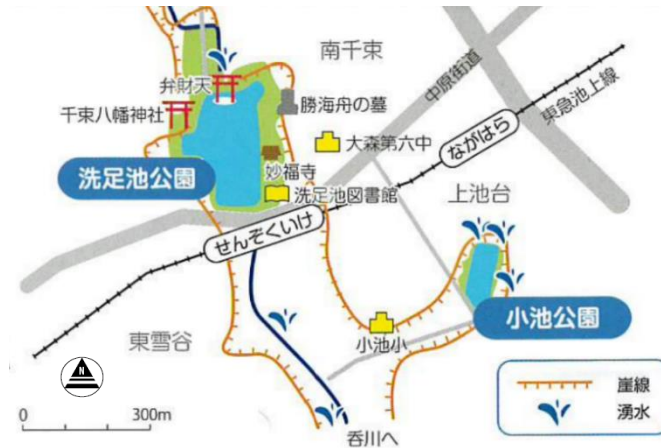 南千束
弁財天
中原街道
東急池上線
千束八幡神社
勝海舟の墓
大森第六中
ながはら
妙福寺
洗足池公園
洗足池図書館
上池台
せんぞくいけ
小池公園
東雪谷
小池小
N
崖線
湧水
0 300m
呑川へ